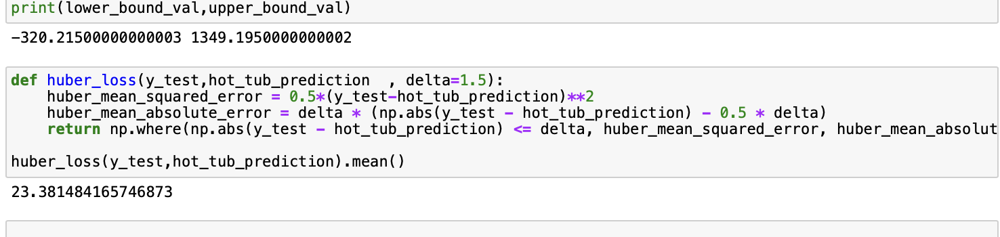 print(lower_bound_val,upper_bound_val)
-320.21500000000003 1349.1950000000002
def huber_loss(y_test,hot_tub_prediction  , delta=1.5):
    huber_mean_squared_error = 0.5*(y_test-hot_tub_prediction)**2
    huber_mean_absolute_error = delta * (np.abs(y_test - hot_tub_prediction) - 0.5 * delta)
    return np.where(np.abs(y_test - hot_tub_prediction) <= delta, huber_mean_squared_error, huber_mean_absolut
huber_loss(y_test,hot_tub_prediction).mean()
23.381484165746873